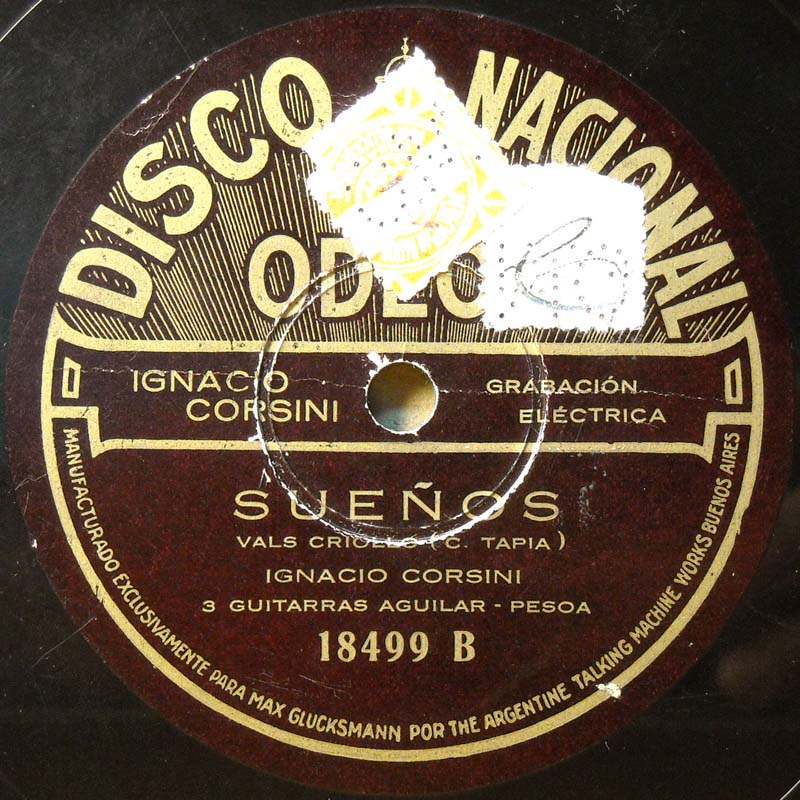 DISCO NACIONAL
ODEO
IGNACIO
CORSINI
GRABACIÓN
ELÉCTRICA
SUEÑOS
VALS CRIOLLO ( C. TAPIA )
IGNACIO CORSINI
3 GUITARRAS AGUILAR - PESOA
18499 B
MANUFACTURADO EXCLUSIVAMENTE PARA MAX GLUCKSMANN POR THE ARGENTINE TALKING MACHINE WORKS BUENOS AIRES